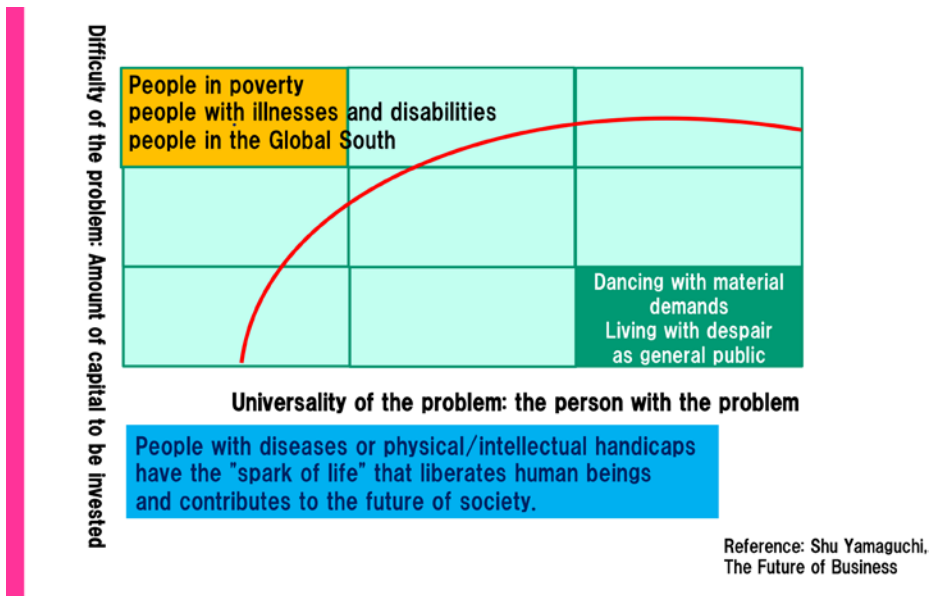 Difficulty of the problem: Amount of capital to be invested
People in poverty
people with illnesses and disabilities
people in the Global South
Dancing with material
demands
Living with despair
as general public
Universality of the problem: the person with the problem
People with diseases or physical/intellectual handicaps
have the "spark of life" that liberates human beings
and contributes to the future of society.
Reference: Shu Yamaguchi,
The Future of Business